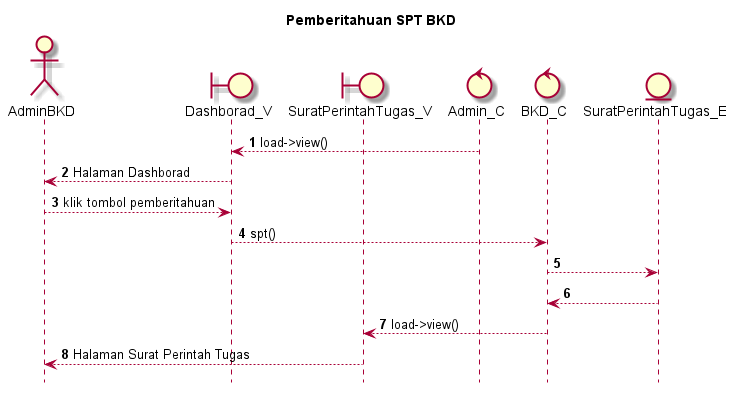 Pemberitahuan SPT BKD
AdminBKD
Dashborad_V
SuratPerintahTugas_V
Admin_C
BKD_C
SuratPerintahTugas_E
1 load->view()
2 Halaman Dashborad
3 klik tombol pemberitahuan
4 spt()
5
6
7 load->view()
8 Halaman Surat Perintah Tugas